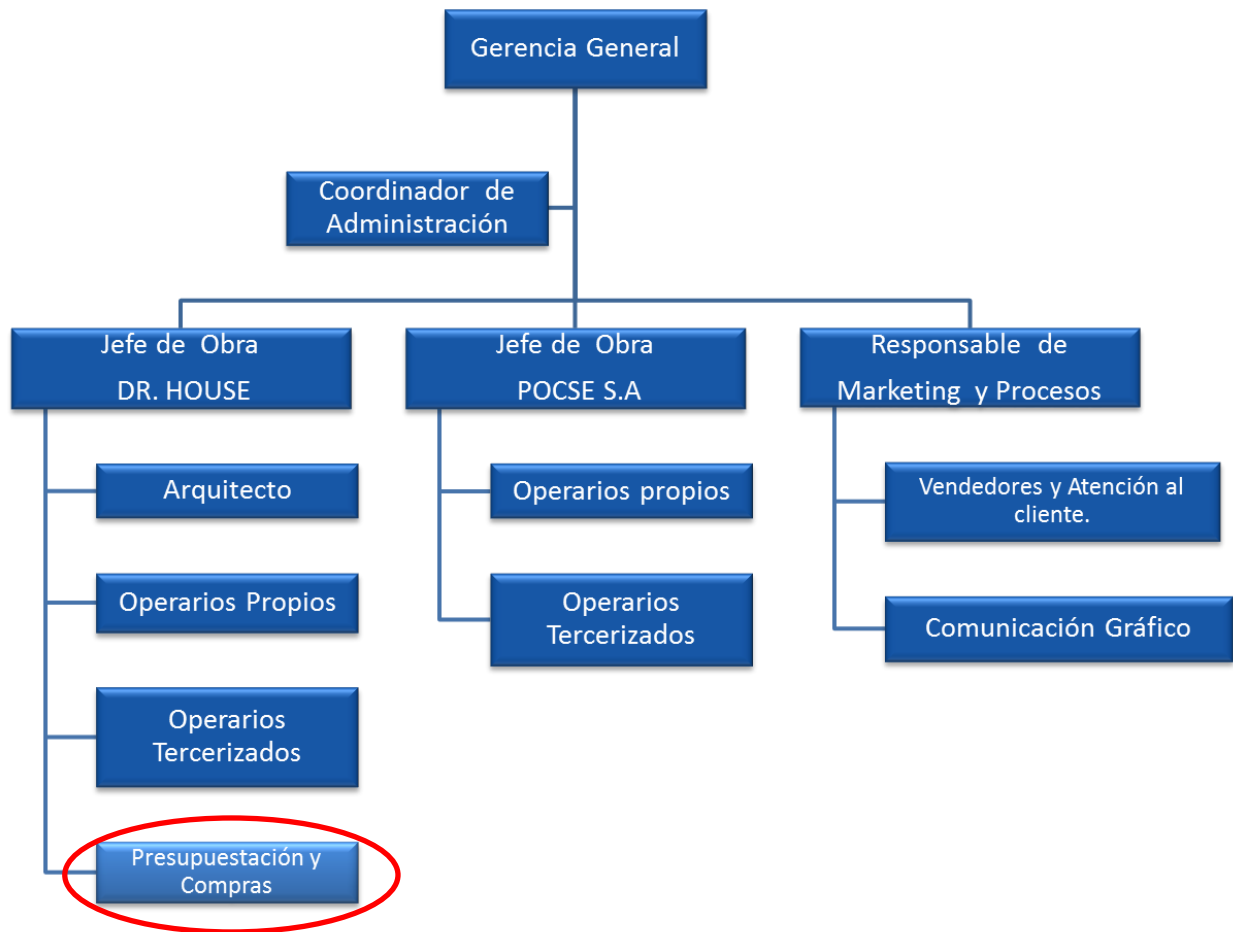 Gerencia General
Coordinador de
Administración
Jefe de Obra
DR. HOUSE
Arquitecto
Operarios Propios
Operarios
Tercerizados
Presupuestación y
Compras
Jefe de Obra
POCSE S.A
Operarios propios
Operarios
Tercerizados
Responsable de
Marketing y Procesos
Vendedores y Atención al
cliente.
Comunicación Gráfico